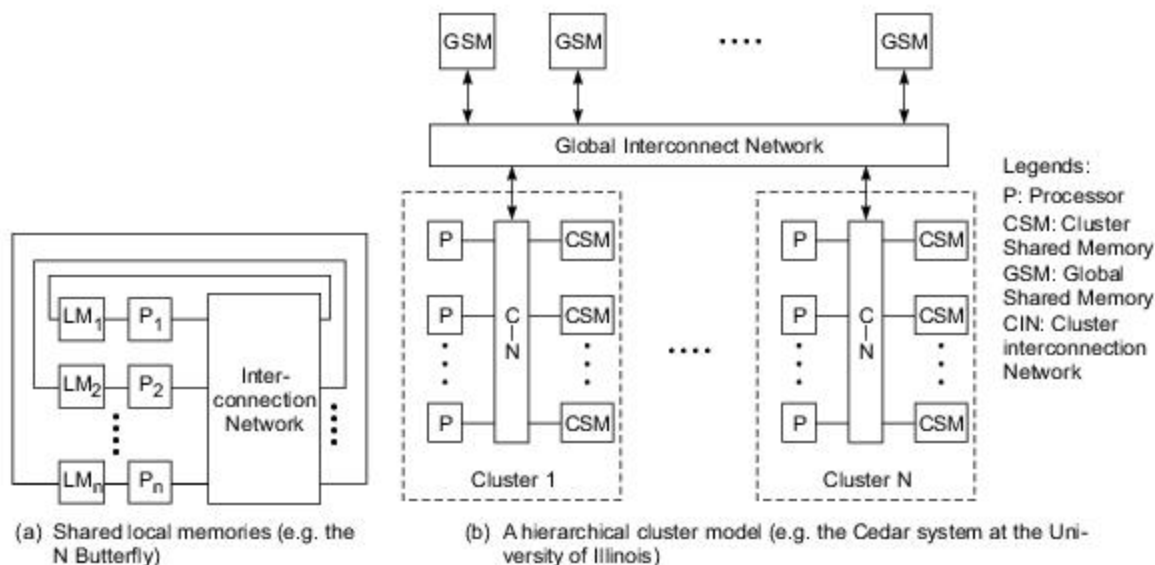 GSM GSM GSM
Global Interconnect Network
Legends:
P: Processor
CSM: Cluster
Shared Memory
GSM: Global
Shared Memory
CIN: Cluster
interconnection
Network
LM1 P1
LM2 P2
LMn Pn
Inter-
connection
Network
P CSM
P CSM
P CSM
C
I
N
Cluster 1
P CSM
P CSM
P CSM
C
I
N
Cluster N
(a) Shared local memories (e.g. the
N Butterfly)
(b) A hierarchical cluster model (e.g. the Cedar system at the Uni-
versity of Illinois)